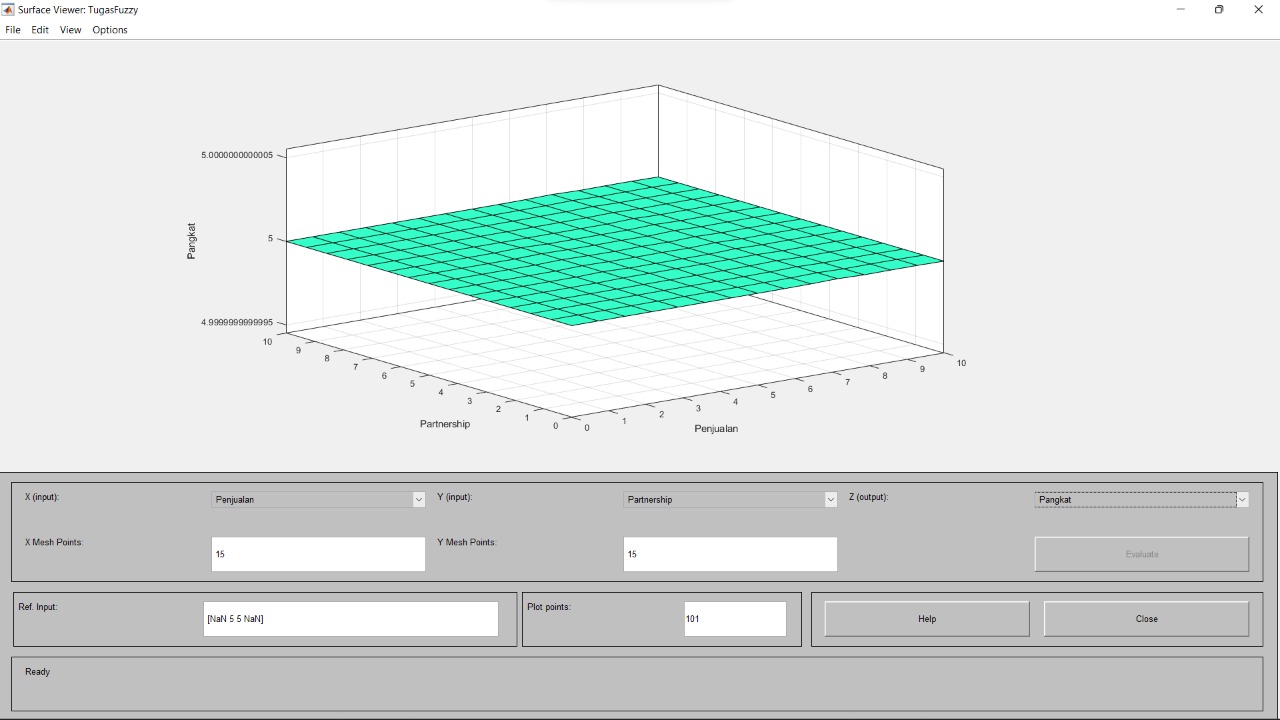 Surface Viewer: TugasFuzzy
File Edit View Options
5.0000000000005
5
4.9999999999995
Pangkat
10
9
8
7
6
5
4
3
2
1
0
Partnership
0
1
2
3
4
5
6
7
8
9
10
Penjualan
X (input): Penjualan Y (input): Partnership Z (output): Pangkat
X Mesh Points: 15 Y Mesh Points: 15 Evaluate
Ref. Input: [NaN 5 5 NaN] Plot points: 101 Help Close
Ready